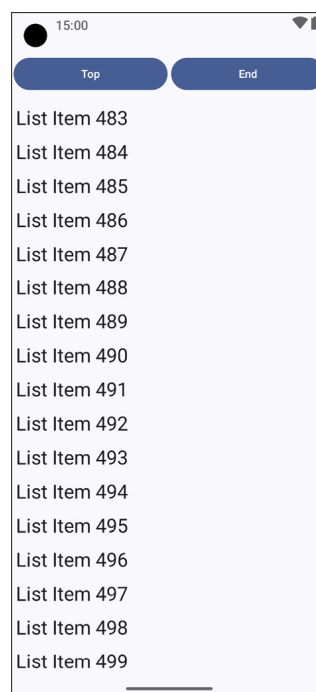 15:00
Top End
List Item 483
List Item 484
List Item 485
List Item 486
List Item 487
List Item 488
List Item 489
List Item 490
List Item 491
List Item 492
List Item 493
List Item 494
List Item 495
List Item 496
List Item 497
List Item 498
List Item 499